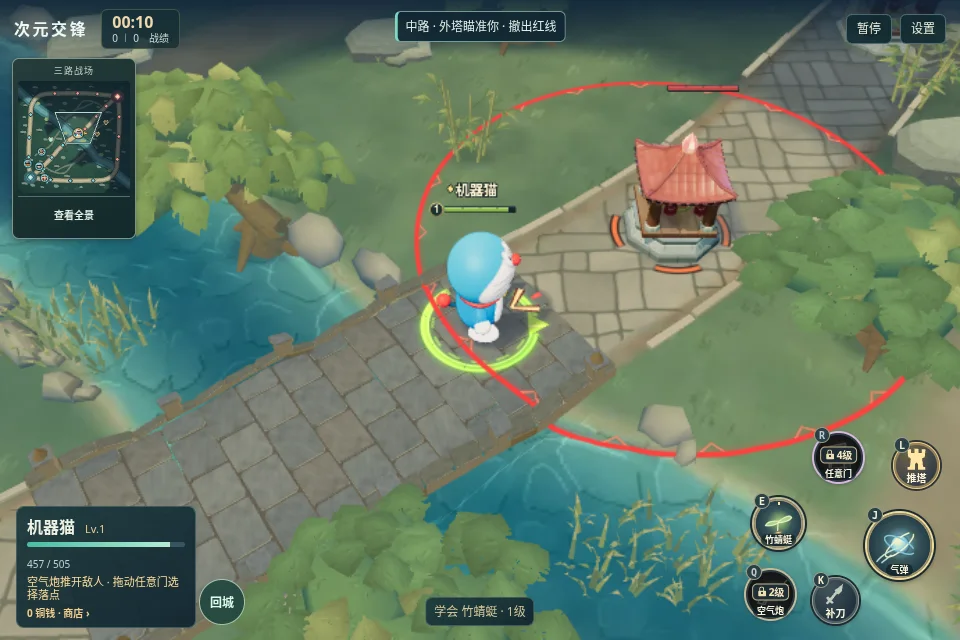 次元交锋
00:10
0 | 0 战绩
中路 · 外塔瞄准你 · 撤出红线
暂停
设置
三路战场
查看全景
机器猫
1
R
4级
任意门
L
推塔
E
竹蜻蜓
J
气弹
Q
2级
空气炮
K
补刀
机器猫 Lv.1
457 / 505
空气炮推开敌人 · 拖动任意门选
择落点
0 铜钱 · 商店 ›
回城
学会 竹蜻蜓 · 1级